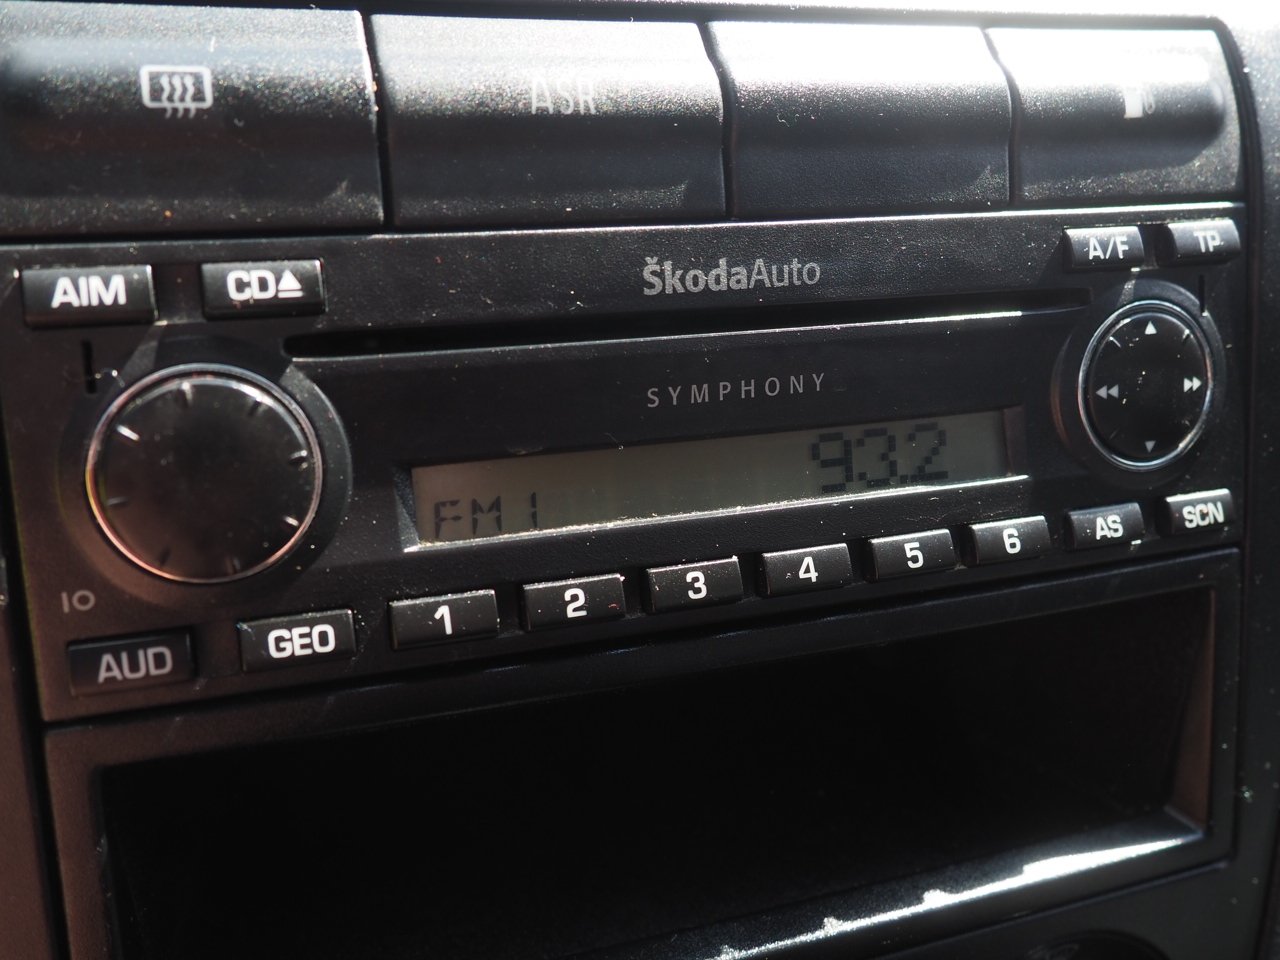 ASR
AIM CD ŠkodaAuto A/F TP
SYMPHONY
93.2
FM1
IO
AUD GEO 1 2 3 4 5 6 AS SCN